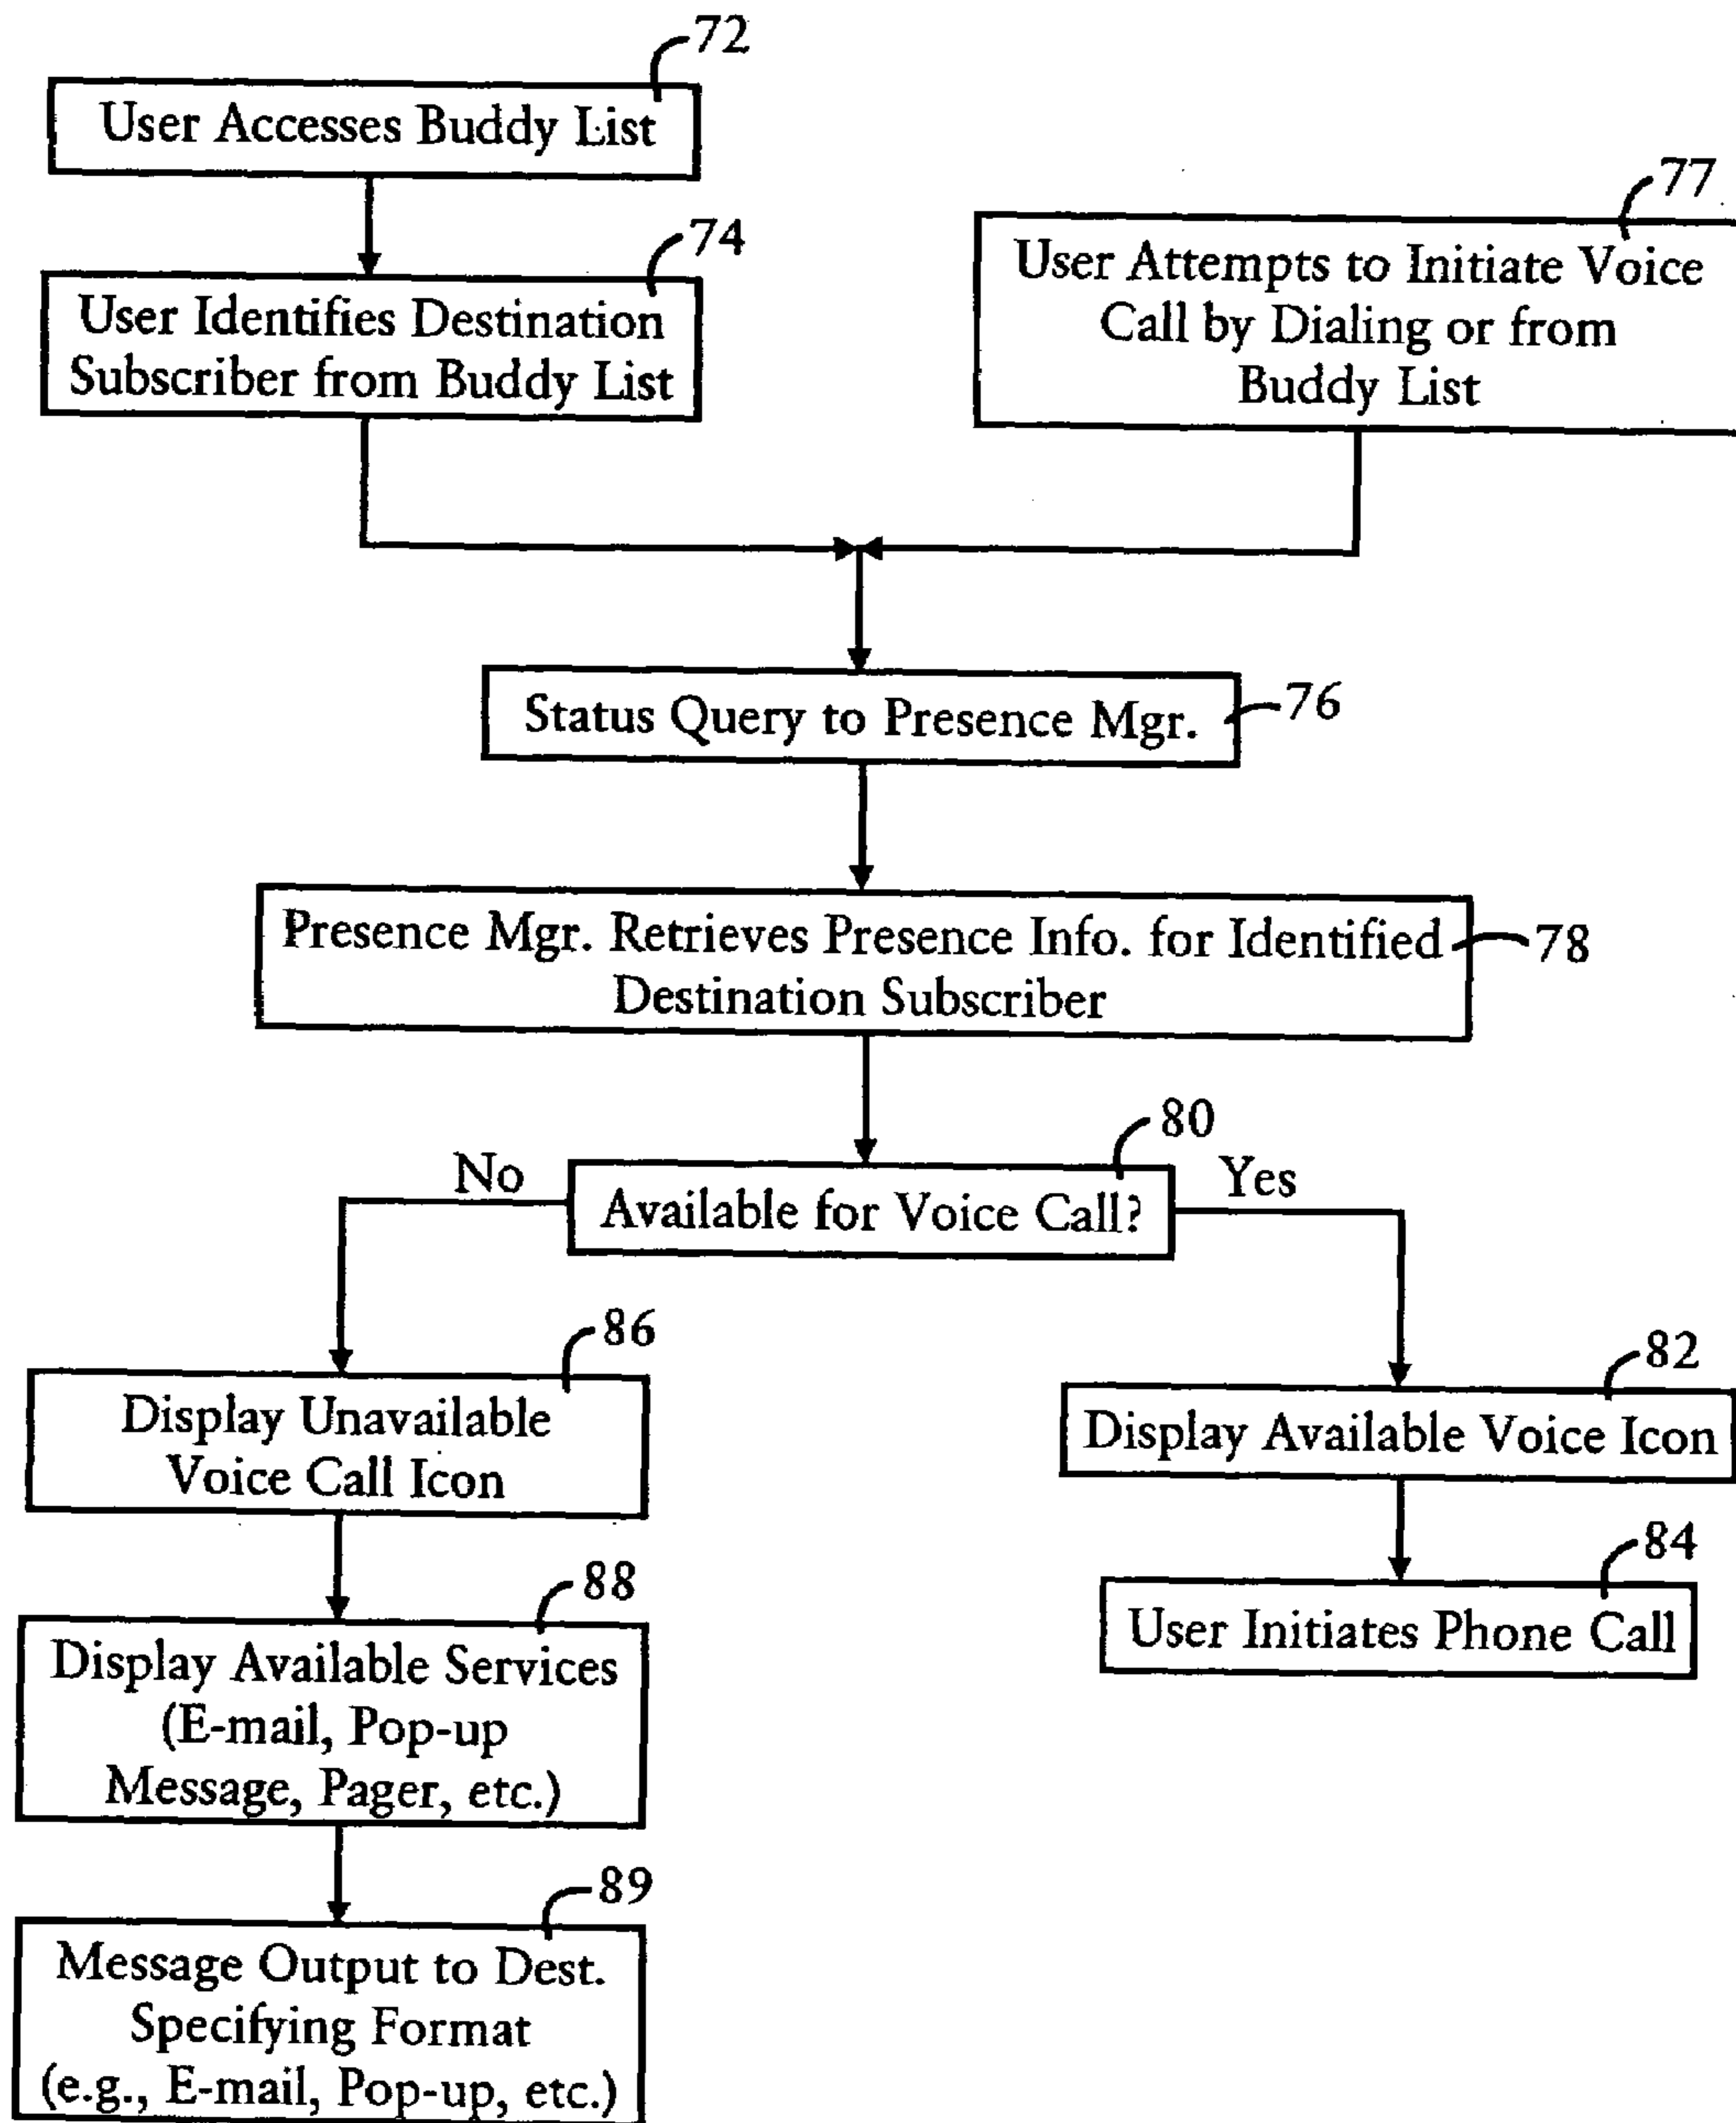 72
User Accesses Buddy List
74
User Identifies Destination
Subscriber from Buddy List
77
User Attempts to Initiate Voice
Call by Dialing or from
Buddy List
Status Query to Presence Mgr.
76
Presence Mgr. Retrieves Presence Info. for Identified
Destination Subscriber
78
80
No
Available for Voice Call?
Yes
86
Display Unavailable
Voice Call Icon
82
Display Available Voice Icon
88
Display Available Services
(E-mail, Pop-up
Message, Pager, etc.)
84
User Initiates Phone Call
89
Message Output to Dest.
Specifying Format
(e.g., E-mail, Pop-up, etc.)